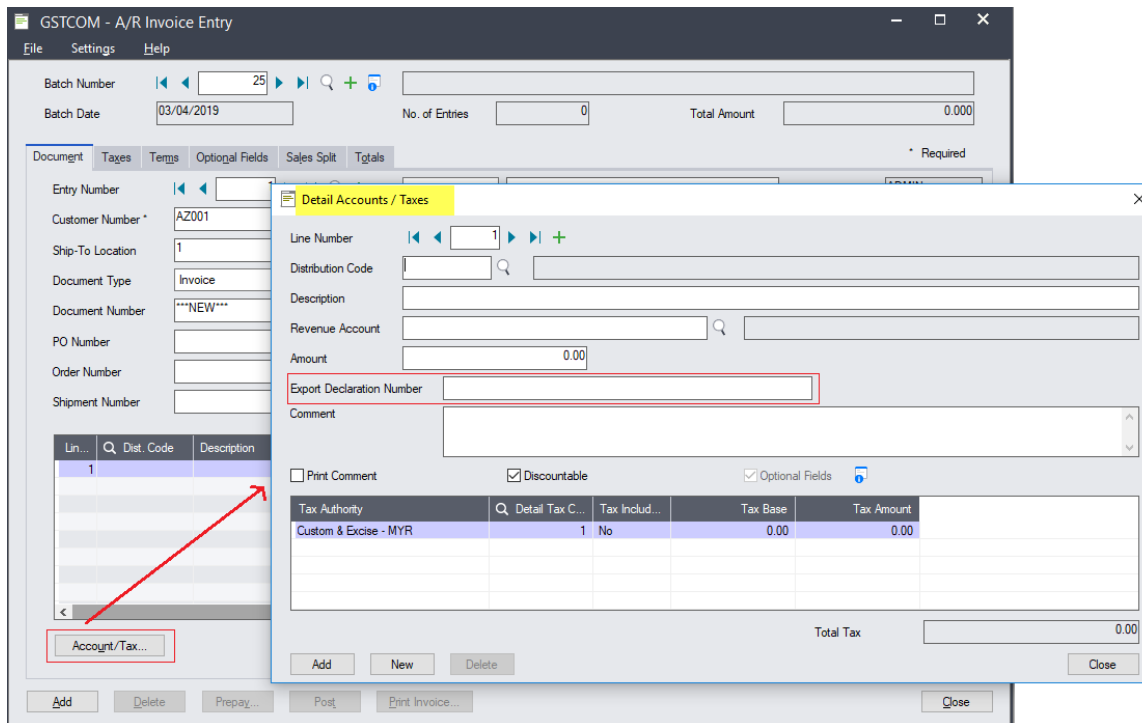 GSTCOM - A/R Invoice Entry
File Settings Help
Batch Number 25
Batch Date 03/04/2019 No. of Entries 0 Total Amount 0.000
Document Taxes Terms Optional Fields Sales Split Totals * Required
Entry Number
Customer Number * AZ001
Ship-To Location 1
Document Type Invoice
Document Number ***NEW***
PO Number
Order Number
Shipment Number
Lin... Dist. Code Description
1
Account/Tax...
Add Delete Prepay... Post Print Invoice... Close
Detail Accounts / Taxes
Line Number 1
Distribution Code
Description
Revenue Account
Amount 0.00
Export Declaration Number
Comment
Print Comment Discountable Optional Fields
Tax Authority Detail Tax C... Tax Includ... Tax Base Tax Amount
Custom & Excise - MYR 1 No 0.00 0.00
Total Tax 0.00
Add New Delete Close